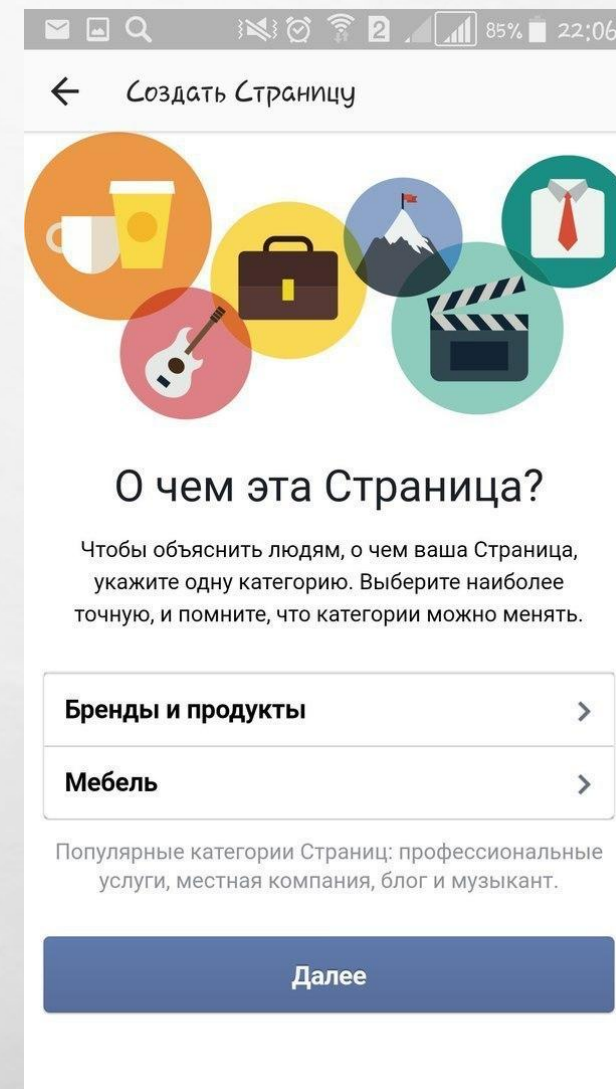 2 85% 22:06
Создать Страницу
О чем эта Страница?
Чтобы объяснить людям, о чем ваша Страница,
укажите одну категорию. Выберите наиболее
точную, и помните, что категории можно менять.
Бренды и продукты
Мебель
Популярные категории Страниц: профессиональные
услуги, местная компания, блог и музыкант.
Далее